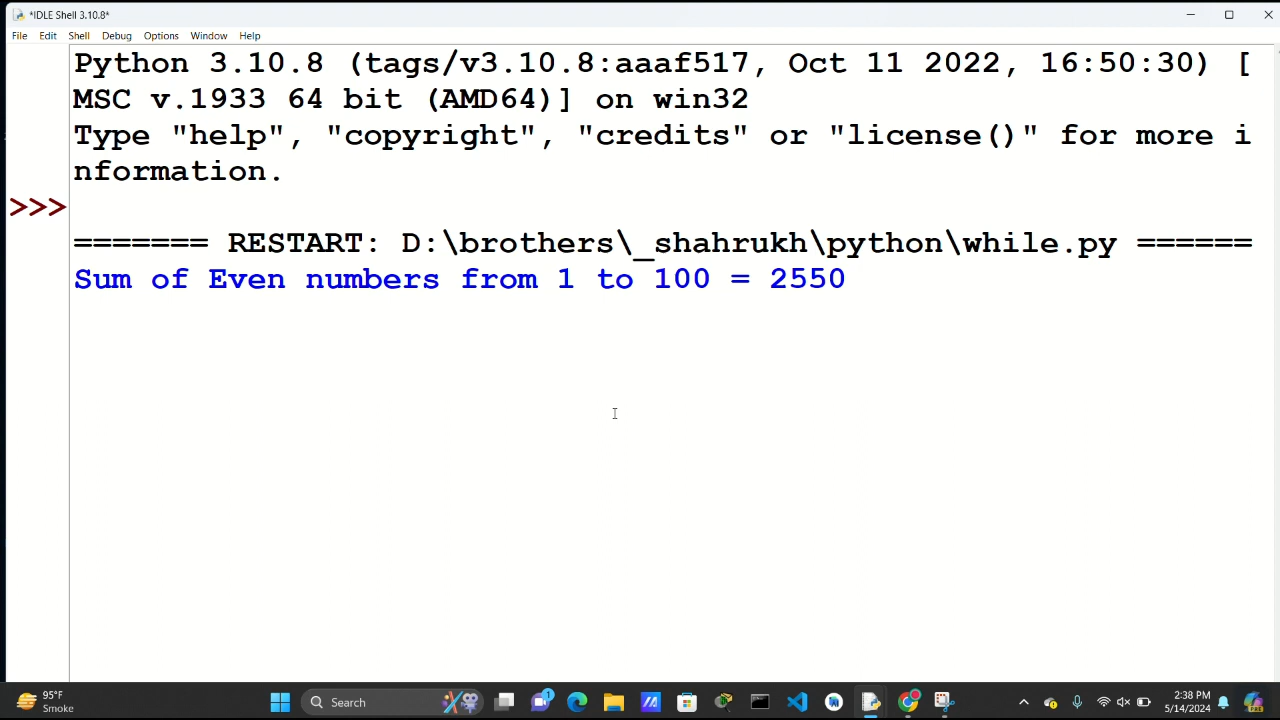 *IDLE Shell 3.10.8*
File Edit Shell Debug Options Window Help
Python 3.10.8 (tags/v3.10.8:aaaf517, Oct 11 2022, 16:50:30) [
MSC v.1933 64 bit (AMD64)] on win32
Type "help", "copyright", "credits" or "license()" for more i
nformation.
>>>
======= RESTART: D:\brothers\_shahrukh\python\while.py ======
Sum of Even numbers from 1 to 100 = 2550
95°F
Smoke
Search
1
2:38 PM
5/14/2024
PRE